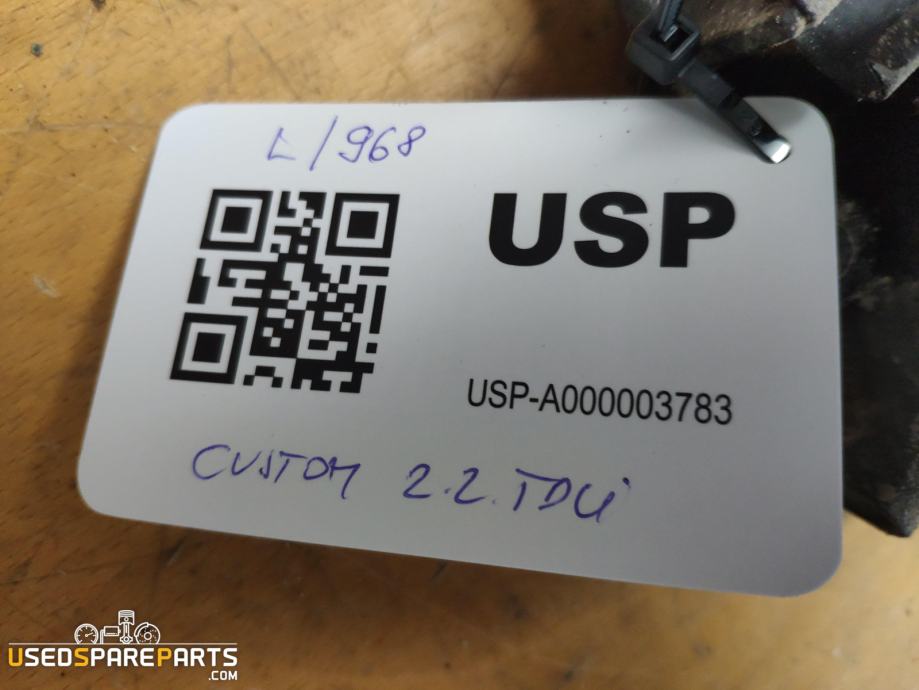 L/968
USP
USP-A000003783
CUSTOM 2.2.TDCi
USEDSPAREPARTS
.COM